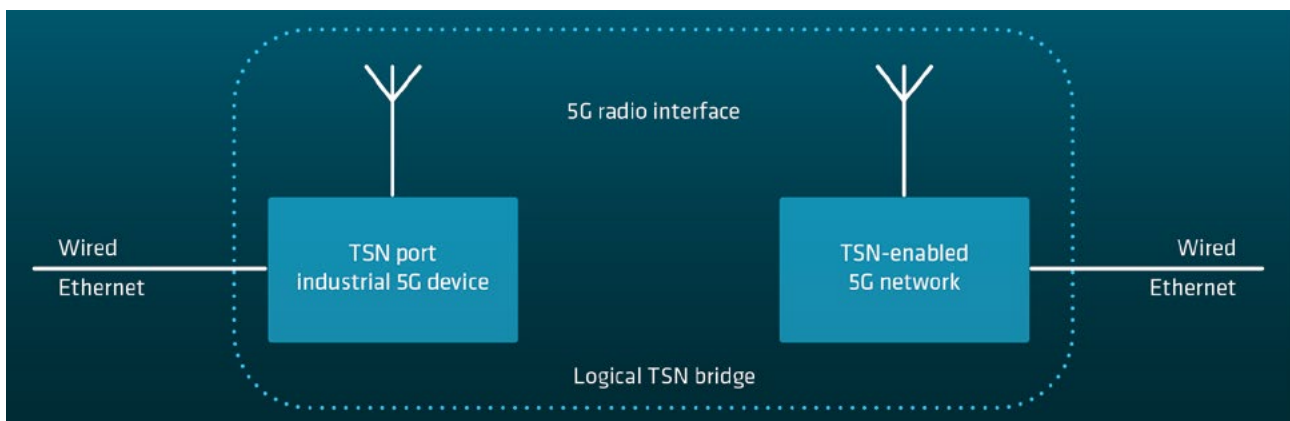 5G radio interface
Wired
Ethernet
TSN port
industrial 5G device
TSN-enabled
5G network
Wired
Ethernet
Logical TSN bridge